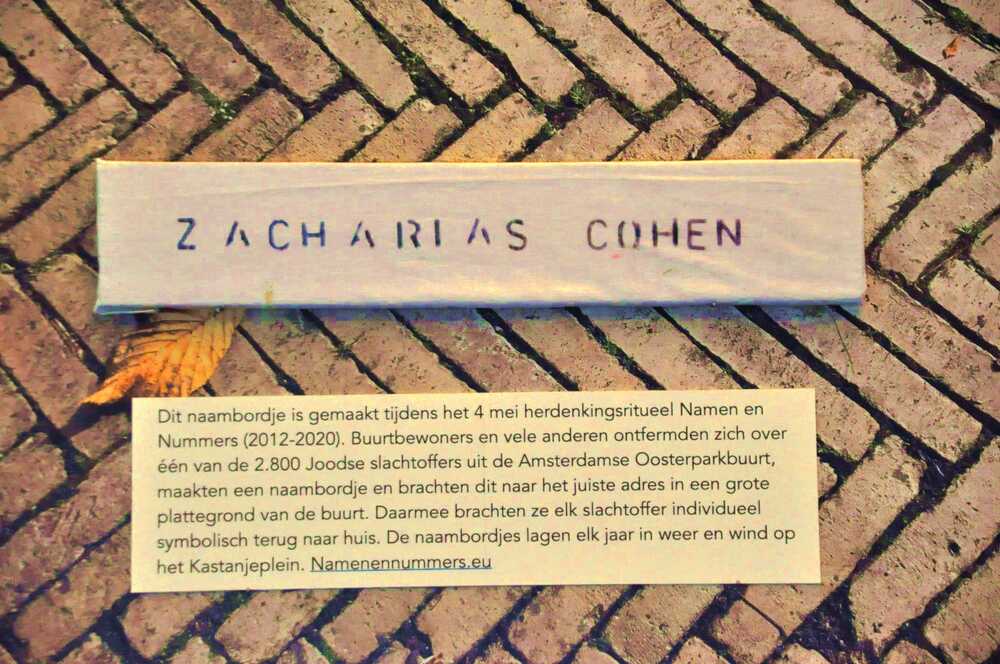 ZACHARIAS COHEN
Dit naambordje is gemaakt tijdens het 4 mei herdenkingsritueel Namen en
Nummers (2012-2020). Buurtbewoners en vele anderen ontfermden zich over
één van de 2.800 Joodse slachtoffers uit de Amsterdamse Oosterparkbuurt,
maakten een naambordje en brachten dit naar het juiste adres in een grote
plattegrond van de buurt. Daarmee brachten ze elk slachtoffer individueel
symbolisch terug naar huis. De naambordjes lagen elk jaar in weer en wind op
het Kastanjeplein. Namenennummers.eu